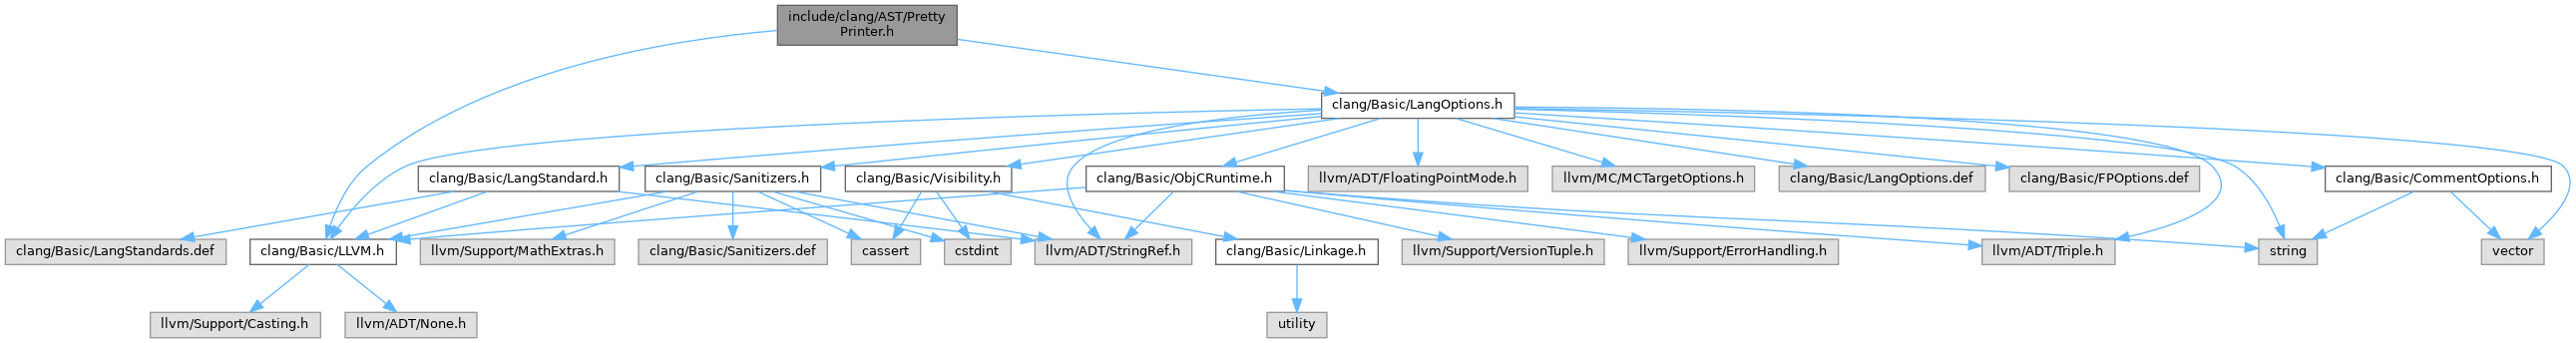 include/clang/AST/Pretty
Printer.h
clang/Basic/LangOptions.h
clang/Basic/LangStandard.h
clang/Basic/Sanitizers.h
clang/Basic/Visibility.h
clang/Basic/ObjCRuntime.h
llvm/ADT/FloatingPointMode.h
llvm/MC/MCTargetOptions.h
clang/Basic/LangOptions.def
clang/Basic/FPOptions.def
clang/Basic/CommentOptions.h
clang/Basic/LangStandards.def
clang/Basic/LLVM.h
llvm/Support/MathExtras.h
clang/Basic/Sanitizers.def
cassert
cstdint
llvm/ADT/StringRef.h
clang/Basic/Linkage.h
llvm/Support/VersionTuple.h
llvm/Support/ErrorHandling.h
llvm/ADT/Triple.h
string
vector
llvm/Support/Casting.h
llvm/ADT/None.h
utility